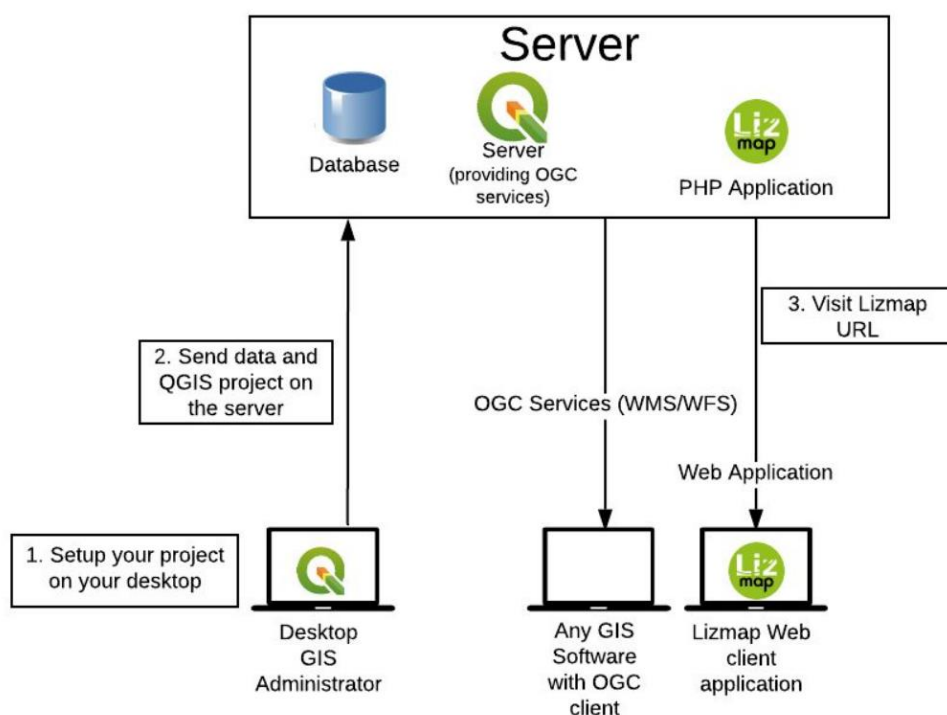 Server
Database
Server
(providing OGC
services)
Liz
map
PHP Application
3. Visit Lizmap
URL
2. Send data and
QGIS project on
the server
OGC Services (WMS/WFS)
Web Application
1. Setup your project
on your desktop
Liz
map
Desktop
GIS
Administrator
Any GIS
Software
with OGC
client
Lizmap Web
client
application